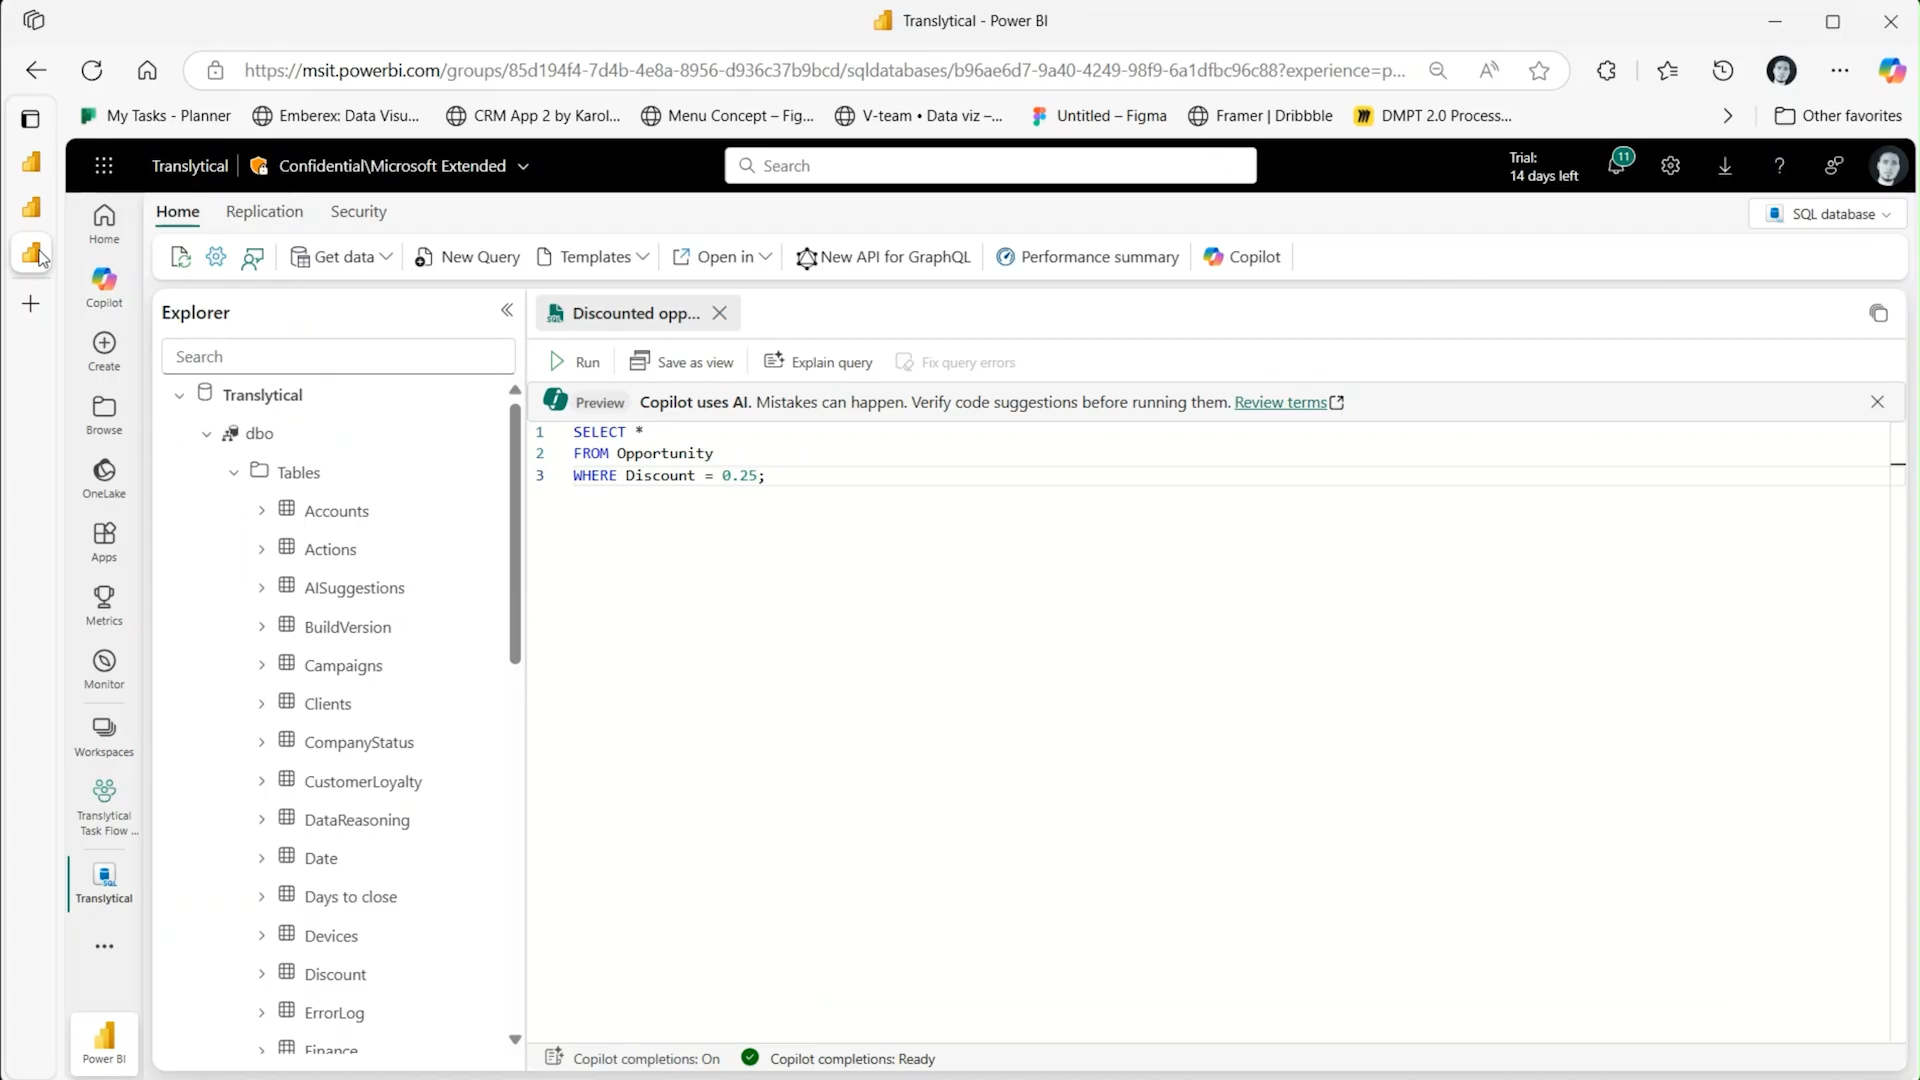 Translytical - Power BI
https://msit.powerbi.com/groups/85d194f4-7d4b-4e8a-8956-d936c37b9bcd/sqldatabases/b96ae6d7-9a40-4249-98f9-6a1dfbc96c88?experience=p...
My Tasks - Planner
Emberex: Data Visu...
CRM App 2 by Karol...
Menu Concept – Fig...
V-team • Data viz –...
Untitled – Figma
Framer | Dribbble
DMPT 2.0 Process...
Other favorites
Translytical
Confidential\Microsoft Extended
Search
Trial:
14 days left
11
Home
Replication
Security
SQL database
Get data
New Query
Templates
Open in
New API for GraphQL
Performance summary
Copilot
Home
Copilot
Create
Browse
OneLake
Apps
Metrics
Monitor
Workspaces
Translytical
Task Flow ...
SQL
Translytical
Power BI
Explorer
Search
Translytical
dbo
Tables
Accounts
Actions
AISuggestions
BuildVersion
Campaigns
Clients
CompanyStatus
CustomerLoyalty
DataReasoning
Date
Days to close
Devices
Discount
ErrorLog
Finance
SQL
Discounted opp...
Run
Save as view
Explain query
Fix query errors
Preview
Copilot uses AI. Mistakes can happen. Verify code suggestions before running them. Review terms
1 SELECT *
2 FROM Opportunity
3 WHERE Discount = 0.25;
Copilot completions: On
Copilot completions: Ready